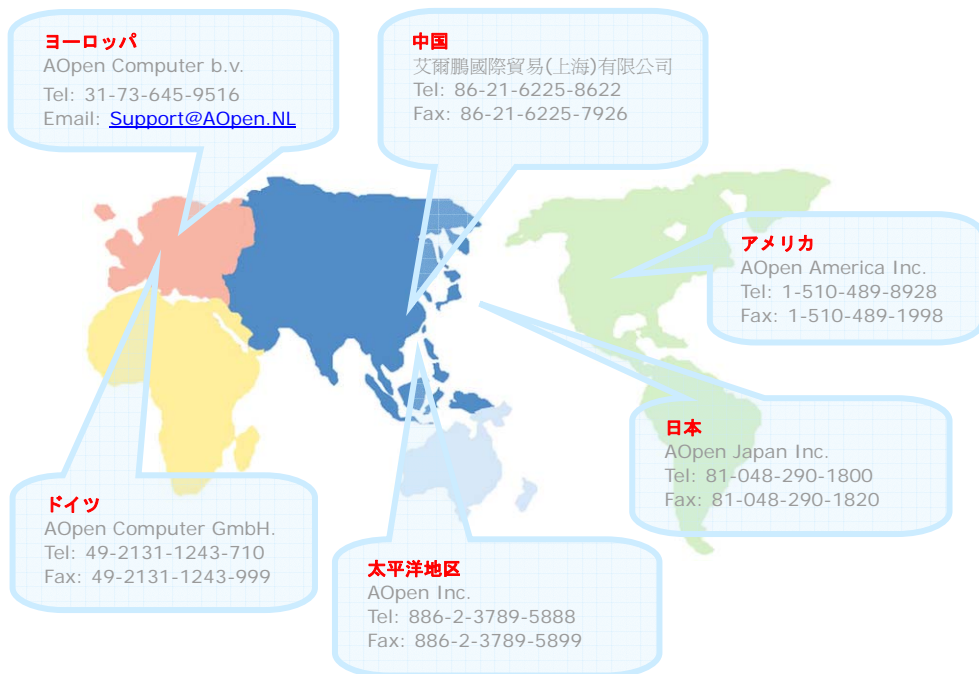 ヨーロッパ
AOpen Computer b.v.
Tel: 31-73-645-9516
Email: Support@AOpen.NL
中国
艾爾鵬國際貿易(上海)有限公司
Tel: 86-21-6225-8622
Fax: 86-21-6225-7926
アメリカ
AOpen America Inc.
Tel: 1-510-489-8928
Fax: 1-510-489-1998
日本
AOpen Japan Inc.
Tel: 81-048-290-1800
Fax: 81-048-290-1820
ドイツ
AOpen Computer GmbH.
Tel: 49-2131-1243-710
Fax: 49-2131-1243-999
太平洋地区
AOpen Inc.
Tel: 886-2-3789-5888
Fax: 886-2-3789-5899